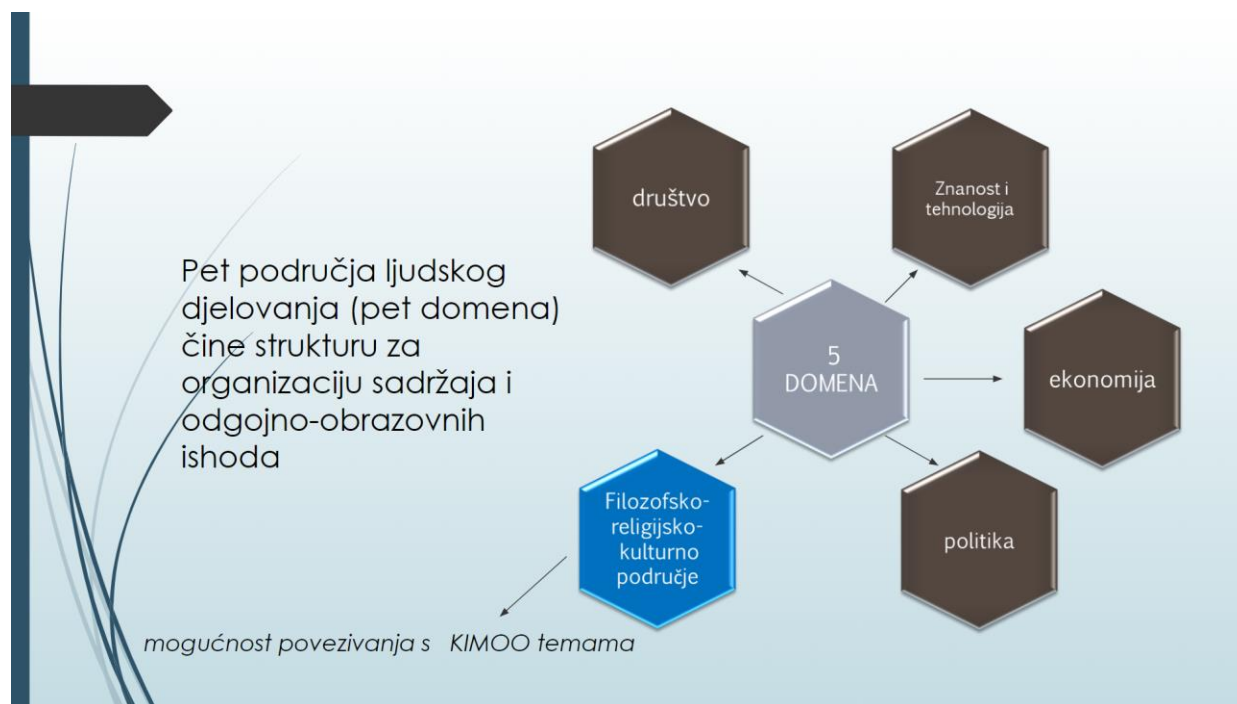 Pet područja ljudskog
djelovanja (pet domena)
čine strukturu za
organizaciju sadržaja i
odgojno-obrazovnih
ishoda
društvo
Znanost i
tehnologija
5
DOMENA
ekonomija
Filozofsko-
religijsko-
kulturno
područje
politika
mogućnost povezivanja s KIMOO temama